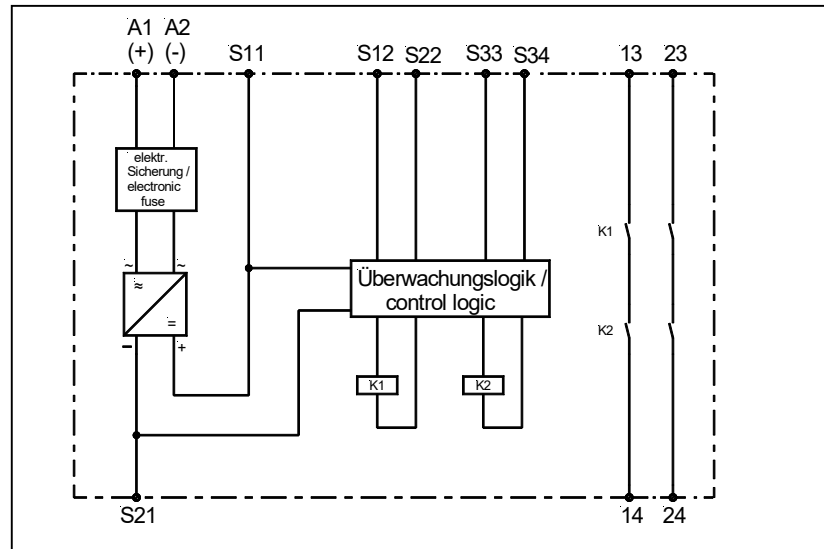 A1 A2
(+) (-) S11 S12 S22 S33 S34 13 23
elektr.
Sicherung /
electronic
fuse
K1
~ ~
Überwachungslogik /
control logic
≈
=
K2
– +
K1 K2
S21 14 24